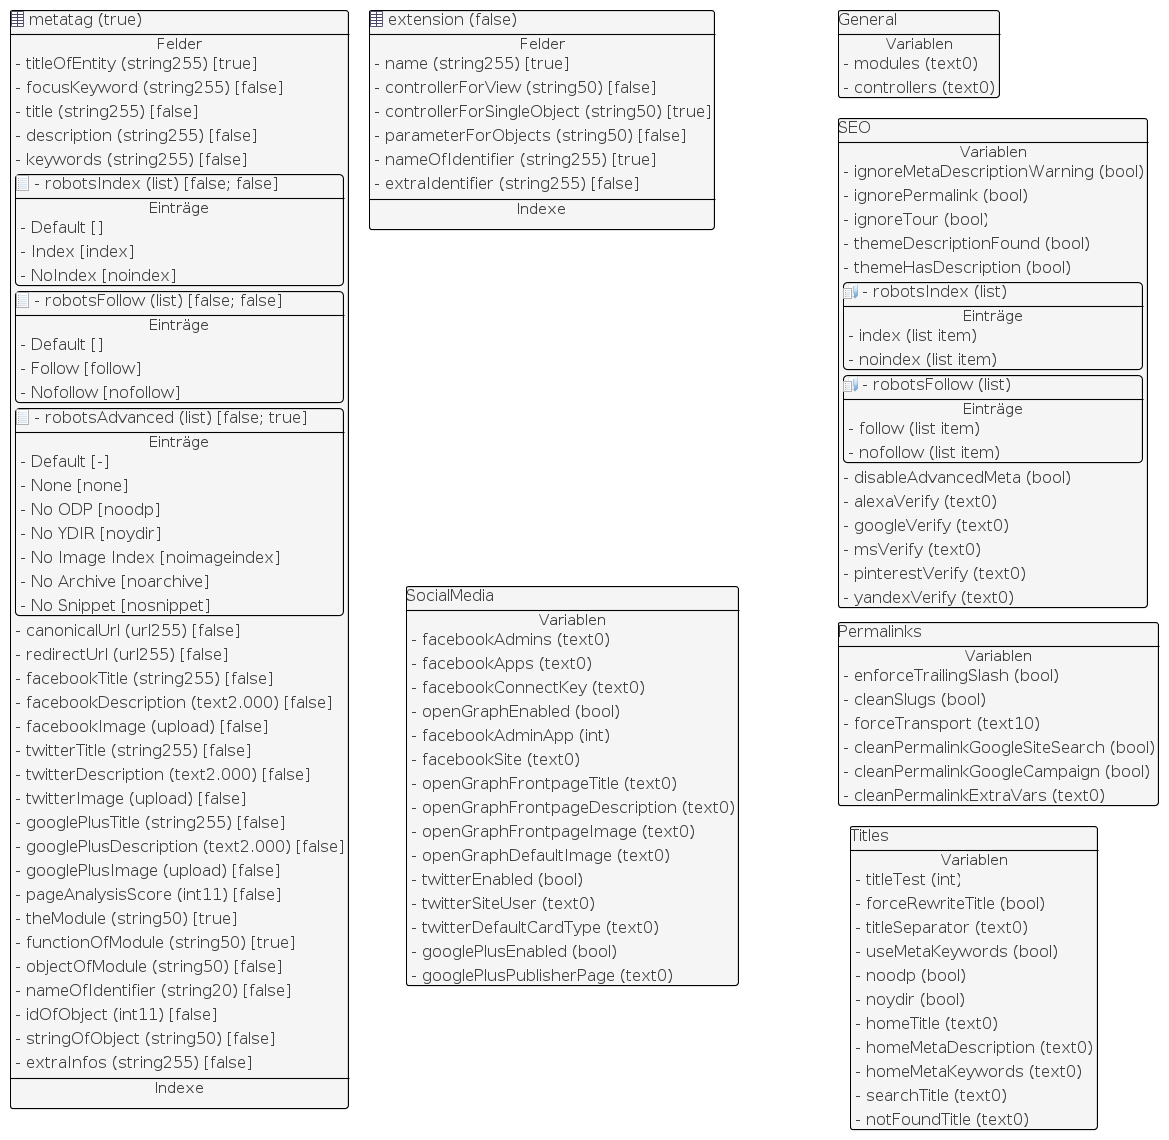 metatag (true)
Felder
- titleOfEntity (string255) [true]
- focusKeyword (string255) [false]
- title (string255) [false]
- description (string255) [false]
- keywords (string255) [false]
- robotsIndex (list) [false; false]
Einträge
- Default []
- Index [index]
- NoIndex [noindex]
- robotsFollow (list) [false; false]
Einträge
- Default []
- Follow [follow]
- Nofollow [nofollow]
- robotsAdvanced (list) [false; true]
Einträge
- Default [-]
- None [none]
- No ODP [noodp]
- No YDIR [noydir]
- No Image Index [noimageindex]
- No Archive [noarchive]
- No Snippet [nosnippet]
- canonicalUrl (url255) [false]
- redirectUrl (url255) [false]
- facebookTitle (string255) [false]
- facebookDescription (text2.000) [false]
- facebookImage (upload) [false]
- twitterTitle (string255) [false]
- twitterDescription (text2.000) [false]
- twitterImage (upload) [false]
- googlePlusTitle (string255) [false]
- googlePlusDescription (text2.000) [false]
- googlePlusImage (upload) [false]
- pageAnalysisScore (int11) [false]
- theModule (string50) [true]
- functionOfModule (string50) [true]
- objectOfModule (string50) [false]
- nameOfIdentifier (string20) [false]
- idOfObject (int11) [false]
- stringOfObject (string50) [false]
- extraInfos (string255) [false]
Indexe
extension (false)
Felder
- name (string255) [true]
- controllerForView (string50) [false]
- controllerForSingleObject (string50) [true]
- parameterForObjects (string50) [false]
- nameOfIdentifier (string255) [true]
- extraIdentifier (string255) [false]
Indexe
SocialMedia
Variablen
- facebookAdmins (text0)
- facebookApps (text0)
- facebookConnectKey (text0)
- openGraphEnabled (bool)
- facebookAdminApp (int)
- facebookSite (text0)
- openGraphFrontpageTitle (text0)
- openGraphFrontpageDescription (text0)
- openGraphFrontpageImage (text0)
- openGraphDefaultImage (text0)
- twitterEnabled (bool)
- twitterSiteUser (text0)
- twitterDefaultCardType (text0)
- googlePlusEnabled (bool)
- googlePlusPublisherPage (text0)
General
Variablen
- modules (text0)
- controllers (text0)
SEO
Variablen
- ignoreMetaDescriptionWarning (bool)
- ignorePermalink (bool)
- ignoreTour (bool)
- themeDescriptionFound (bool)
- themeHasDescription (bool)
- robotsIndex (list)
Einträge
- index (list item)
- noindex (list item)
- robotsFollow (list)
Einträge
- follow (list item)
- nofollow (list item)
- disableAdvancedMeta (bool)
- alexaVerify (text0)
- googleVerify (text0)
- msVerify (text0)
- pinterestVerify (text0)
- yandexVerify (text0)
Permalinks
Variablen
- enforceTrailingSlash (bool)
- cleanSlugs (bool)
- forceTransport (text10)
- cleanPermalinkGoogleSiteSearch (bool)
- cleanPermalinkGoogleCampaign (bool)
- cleanPermalinkExtraVars (text0)
Titles
Variablen
- titleTest (int)
- forceRewriteTitle (bool)
- titleSeparator (text0)
- useMetaKeywords (bool)
- noodp (bool)
- noydir (bool)
- homeTitle (text0)
- homeMetaDescription (text0)
- homeMetaKeywords (text0)
- searchTitle (text0)
- notFoundTitle (text0)